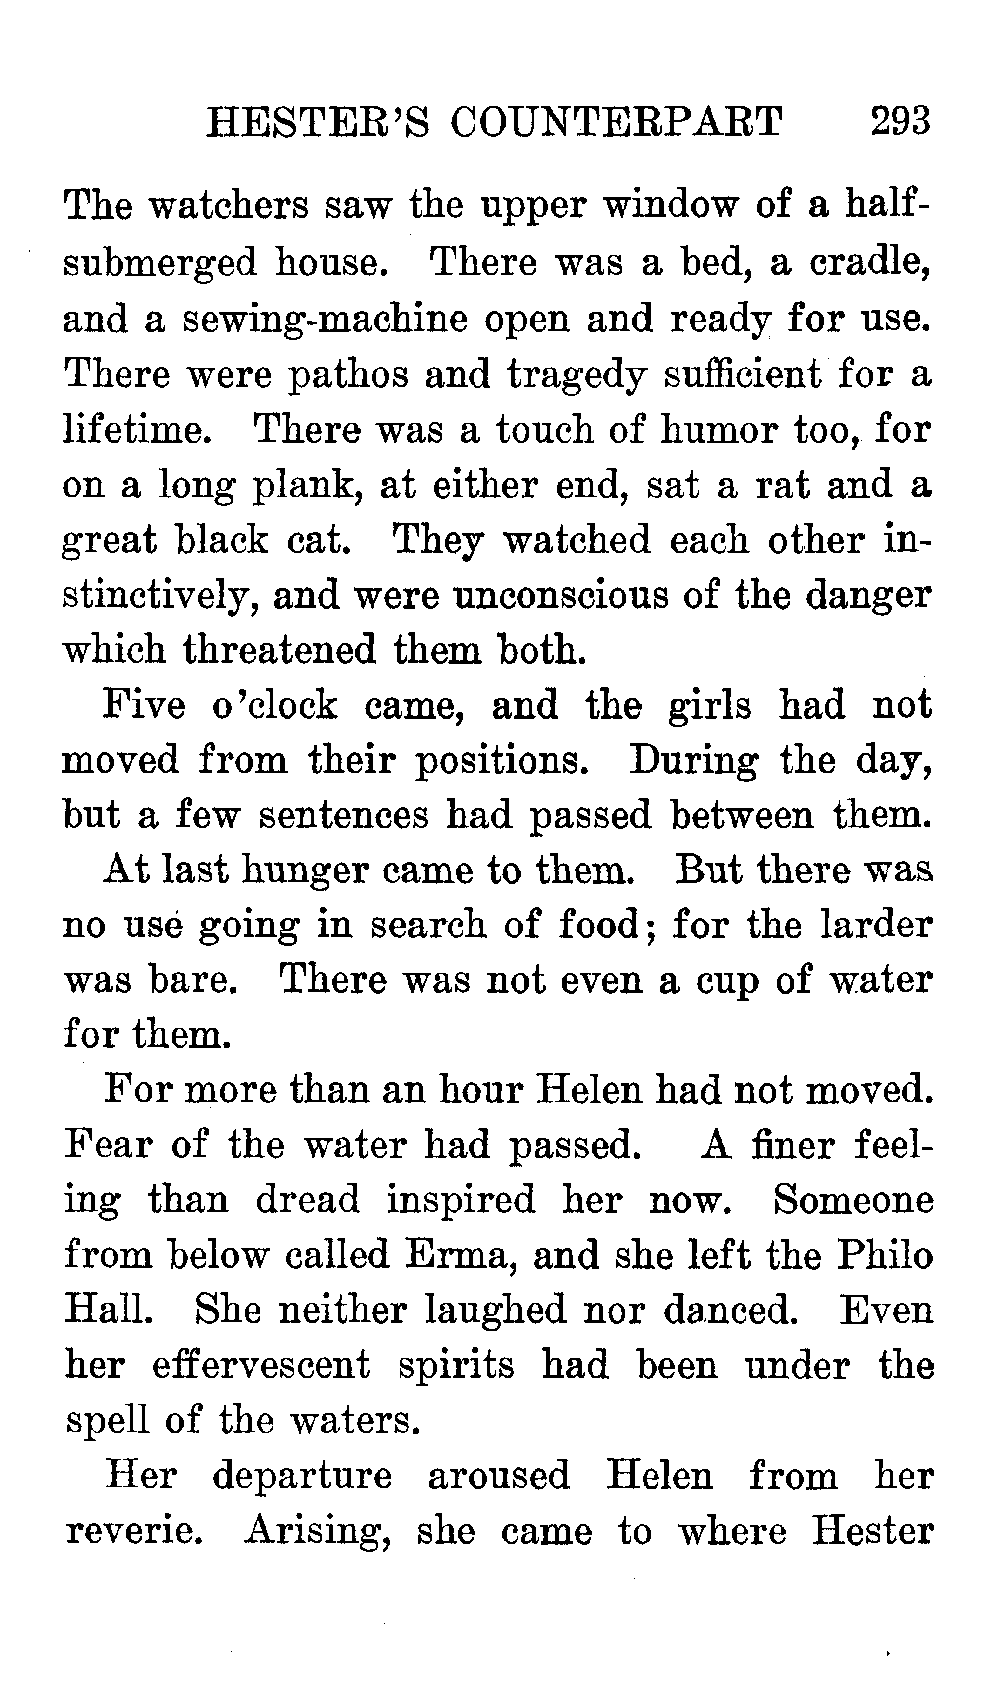 HESTER'S COUNTERPART 293
The watchers saw the upper window of a half-
submerged house. There was a bed, a cradle,
and a sewing-machine open and ready for use.
There were pathos and tragedy sufficient for a
lifetime. There was a touch of humor too, for
on a long plank, at either end, sat a rat and a
great black cat. They watched each other in-
stinctively, and were unconscious of the danger
which threatened them both.
Five o'clock came, and the girls had not
moved from their positions. During the day,
but a few sentences had passed between them.
At last hunger came to them. But there was
no use going in search of food; for the larder
was bare. There was not even a cup of water
for them.
For more than an hour Helen had not moved.
Fear of the water had passed. A finer feel-
ing than dread inspired her now. Someone
from below called Erma, and she left the Philo
Hall. She neither laughed nor danced. Even
her effervescent spirits had been under the
spell of the waters.
Her departure aroused Helen from her
reverie. Arising, she came to where Hester